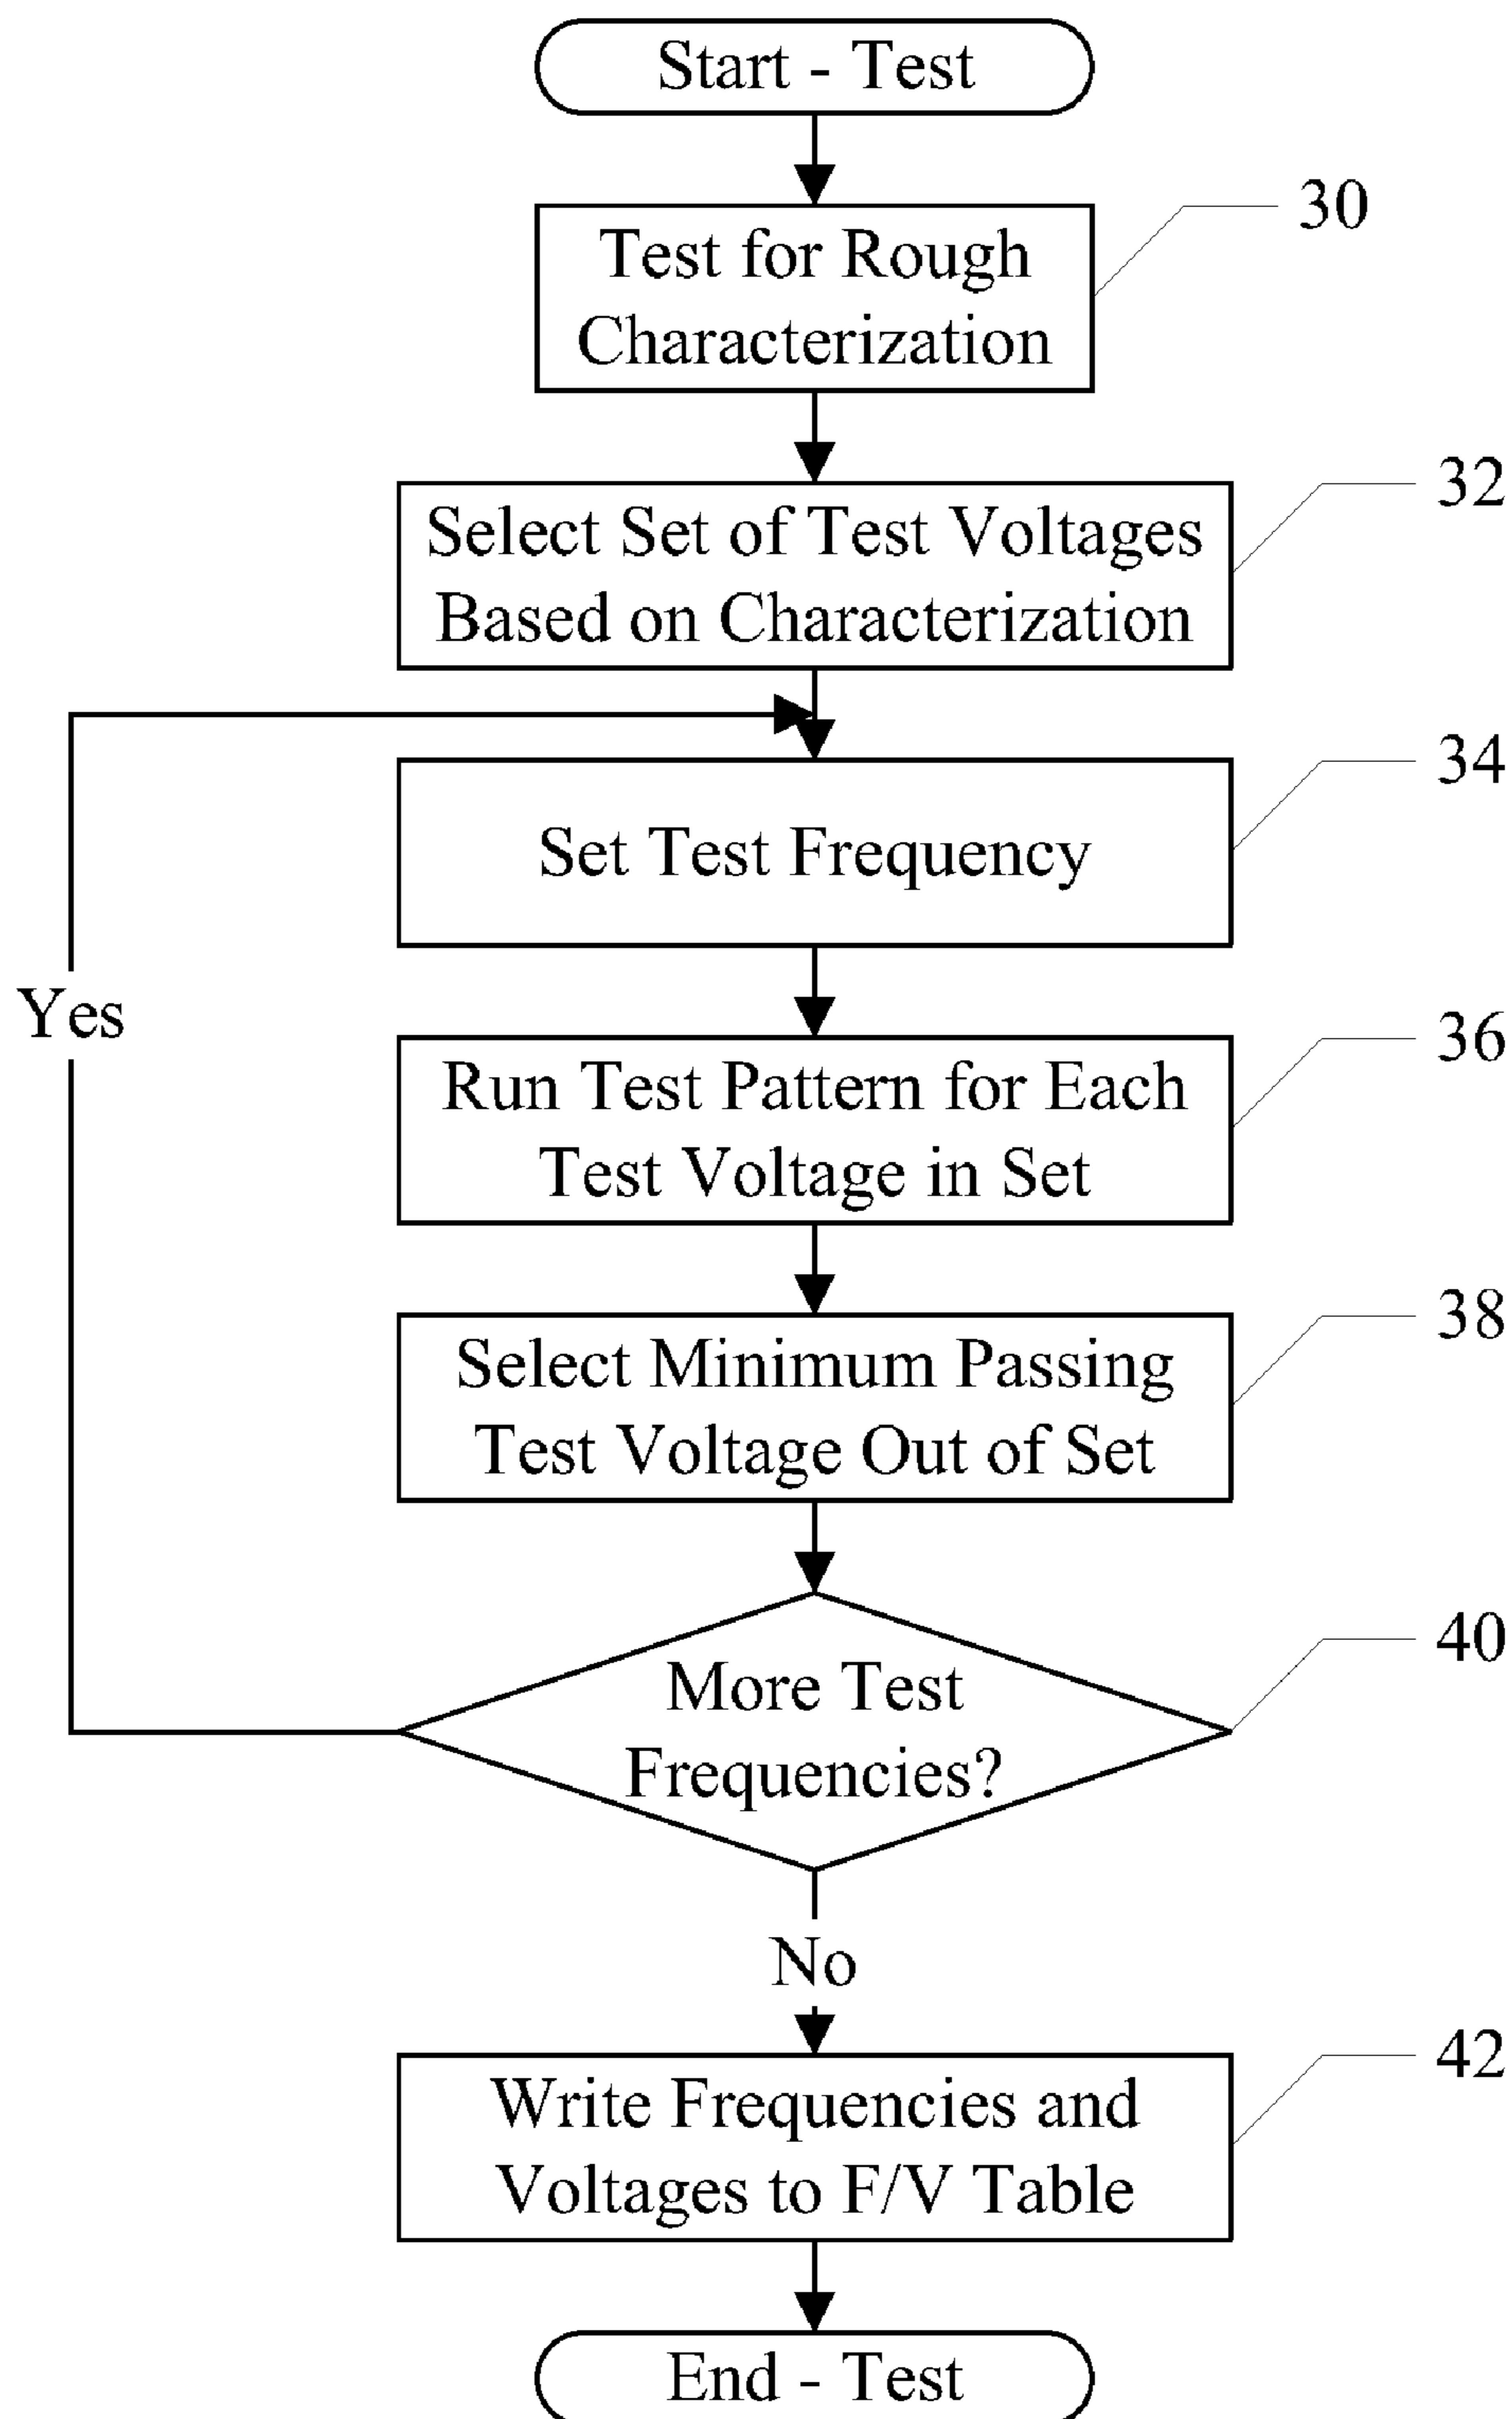 Start - Test
30
Test for Rough
Characterization
32
Select Set of Test Voltages
Based on Characterization
34
Set Test Frequency
Yes
36
Run Test Pattern for Each
Test Voltage in Set
38
Select Minimum Passing
Test Voltage Out of Set
40
More Test
Frequencies?
No
42
Write Frequencies and
Voltages to F/V Table
End - Test